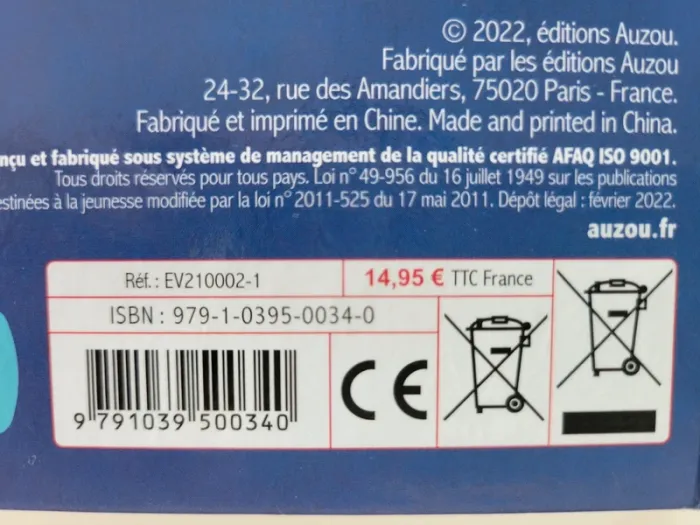 © 2022, éditions Auzou.
Fabriqué par les éditions Auzou
24-32, rue des Amandiers, 75020 Paris - France.
Fabriqué et imprimé en Chine. Made and printed in China.
nçu et fabriqué sous système de management de la qualité certifié AFAQ ISO 9001.
Tous droits réservés pour tous pays. Loi n° 49-956 du 16 juillet 1949 sur les publications
estinées à la jeunesse modifiée par la loi n° 2011-525 du 17 mai 2011. Dépôt légal : février 2022.
auzou.fr
Réf. : EV210002-1
14,95 € TTC France
ISBN : 979-1-0395-0034-0
CE
9 791039 500340